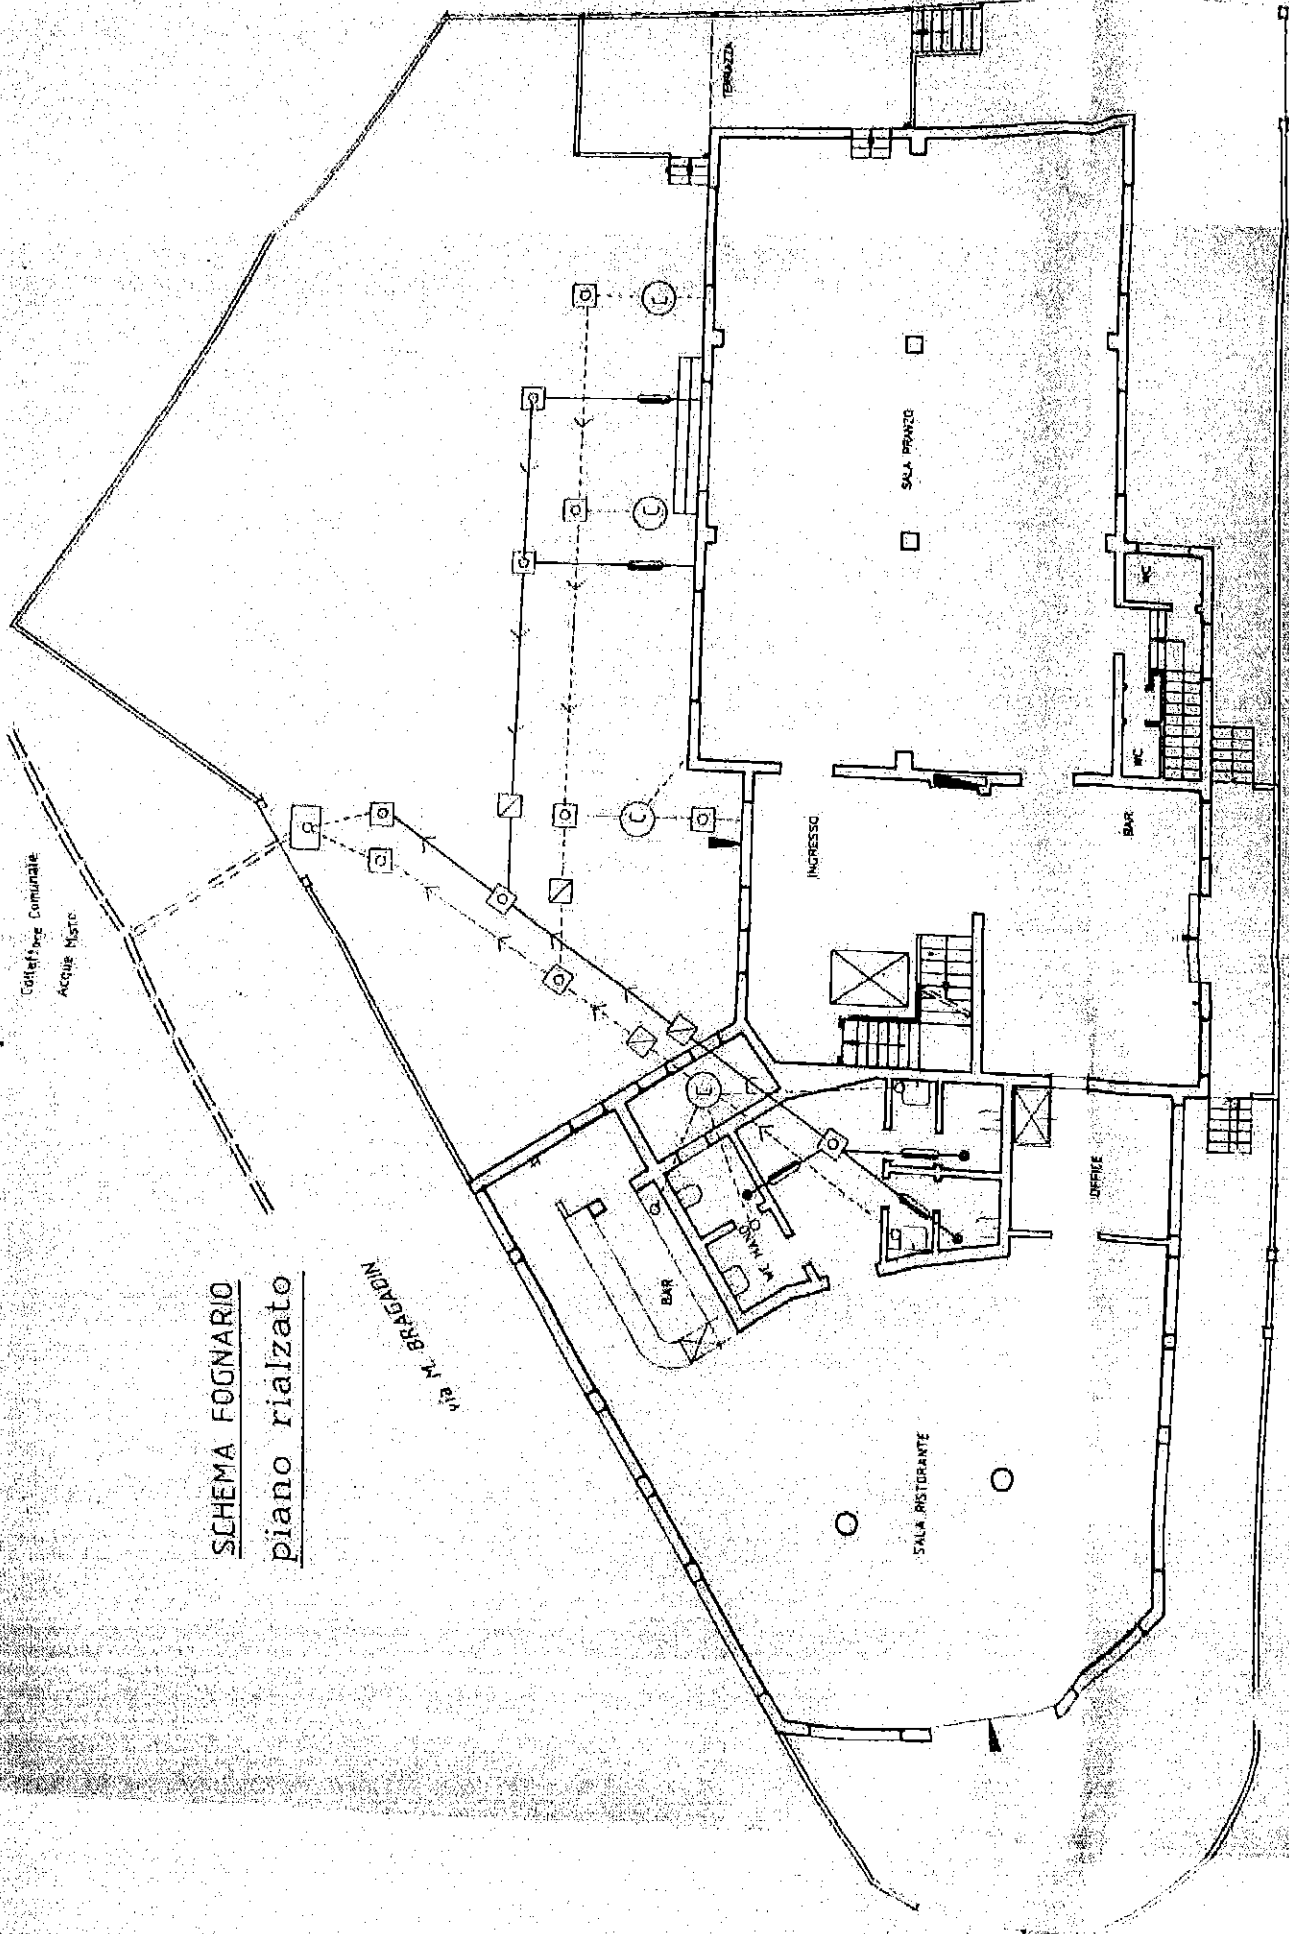 SCHEMA FOGNARIO
piano rialzato
Via M. BRAGADIN
Collettore Comunale
Acque Miste
TERRAZZA
SALA PRANZO
WC
WC
INGRESSO
BAR
OFFICE
BAR
WC
SALA RISTORANTE
C
C
C
C